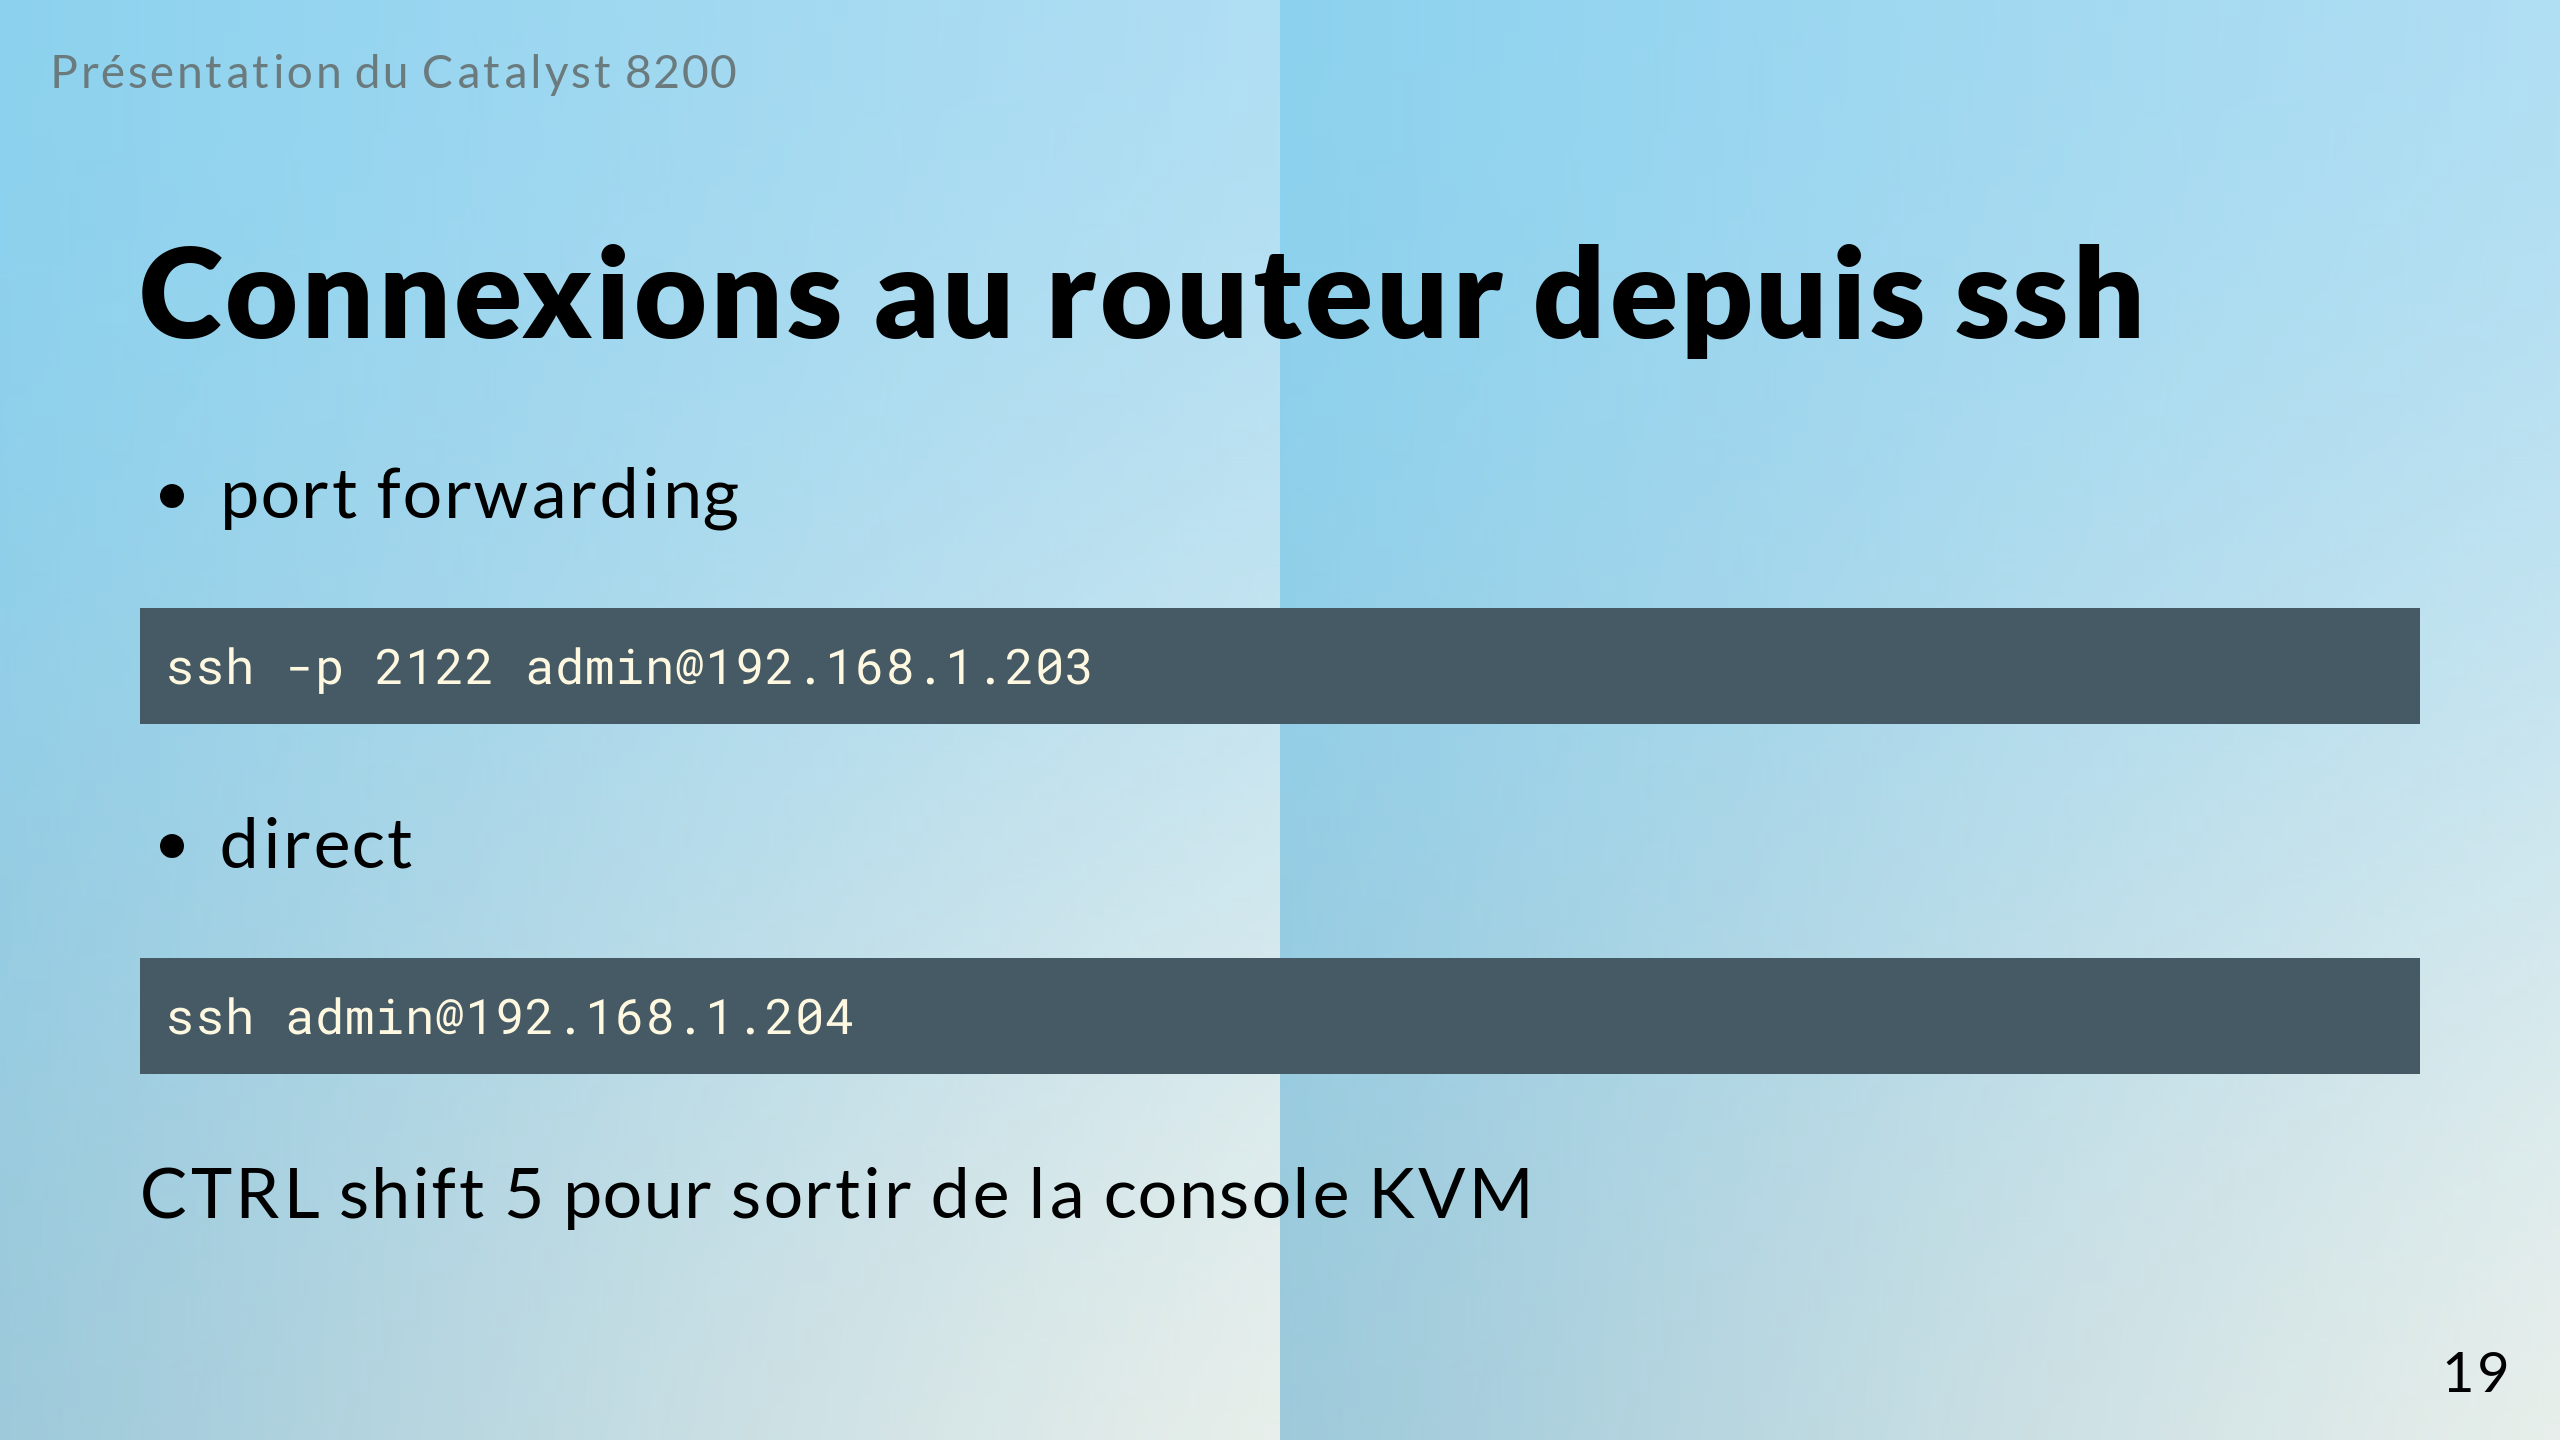 Présentation du Catalyst 8200
Connexions au routeur depuis ssh
• port forwarding
ssh -p 2122 admin@192.168.1.203
• direct
ssh admin@192.168.1.204
CTRL shift 5 pour sortir de la console KVM
19